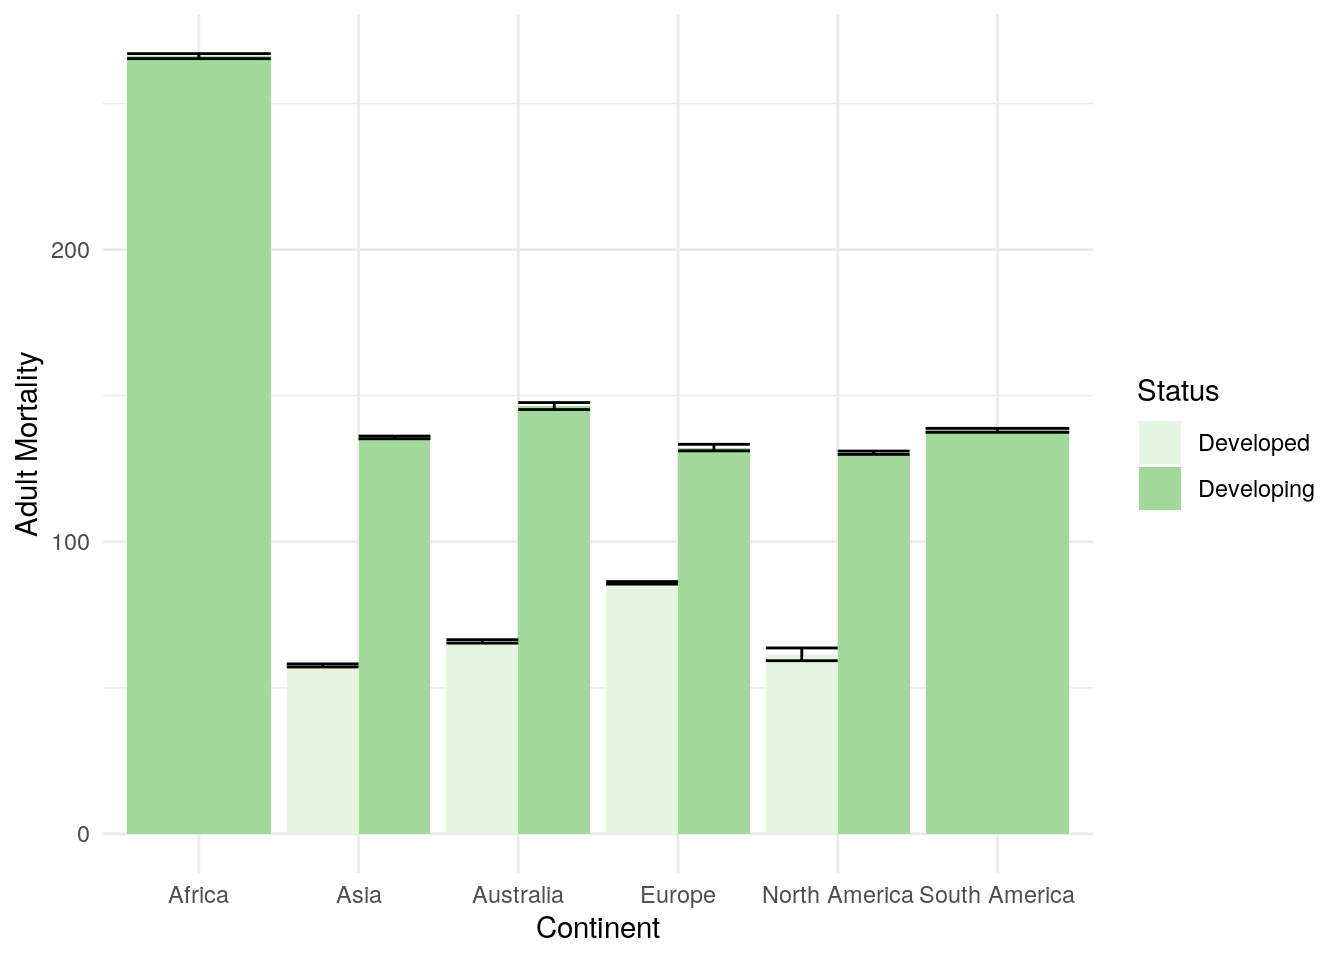 Adult Mortality
200
100
0
Africa
Asia
Australia
Europe
North America
South America
Continent
Status
Developed
Developing